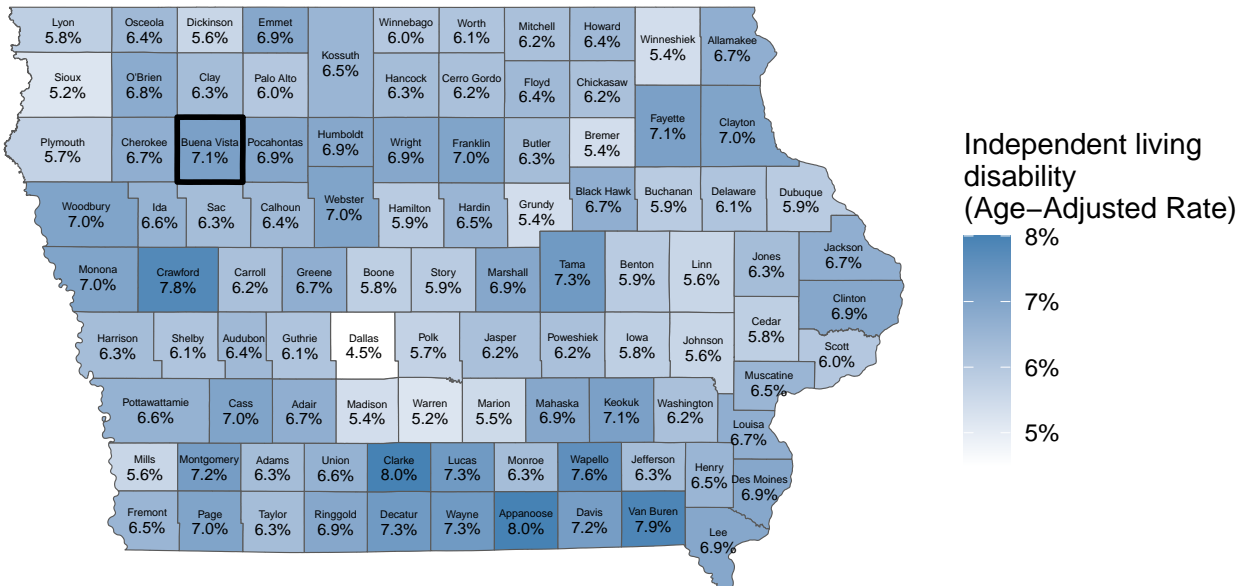 Lyon
5.8%
Osceola
6.4%
Dickinson
5.6%
Emmet
6.9%
Kossuth
6.5%
Winnebago
6.0%
Worth
6.1%
Mitchell
6.2%
Howard
6.4%
Winneshiek
5.4%
Allamakee
6.7%
Sioux
5.2%
O'Brien
6.8%
Clay
6.3%
Palo Alto
6.0%
Hancock
6.3%
Cerro Gordo
6.2%
Floyd
6.4%
Chickasaw
6.2%
Plymouth
5.7%
Cherokee
6.7%
Buena Vista
7.1%
Pocahontas
6.9%
Humboldt
6.9%
Wright
6.9%
Franklin
7.0%
Butler
6.3%
Bremer
5.4%
Fayette
7.1%
Clayton
7.0%
Woodbury
7.0%
Ida
6.6%
Sac
6.3%
Calhoun
6.4%
Webster
7.0%
Hamilton
5.9%
Hardin
6.5%
Grundy
5.4%
Black Hawk
6.7%
Buchanan
5.9%
Delaware
6.1%
Dubuque
5.9%
Monona
7.0%
Crawford
7.8%
Carroll
6.2%
Greene
6.7%
Boone
5.8%
Story
5.9%
Marshall
6.9%
Tama
7.3%
Benton
5.9%
Linn
5.6%
Jones
6.3%
Jackson
6.7%
Clinton
6.9%
Harrison
6.3%
Shelby
6.1%
Audubon
6.4%
Guthrie
6.1%
Dallas
4.5%
Polk
5.7%
Jasper
6.2%
Poweshiek
6.2%
Iowa
5.8%
Johnson
5.6%
Cedar
5.8%
Scott
6.0%
Muscatine
6.5%
Pottawattamie
6.6%
Cass
7.0%
Adair
6.7%
Madison
5.4%
Warren
5.2%
Marion
5.5%
Mahaska
6.9%
Keokuk
7.1%
Washington
6.2%
Louisa
6.7%
Mills
5.6%
Montgomery
7.2%
Adams
6.3%
Union
6.6%
Clarke
8.0%
Lucas
7.3%
Monroe
6.3%
Wapello
7.6%
Jefferson
6.3%
Henry
6.5%
Des Moines
6.9%
Fremont
6.5%
Page
7.0%
Taylor
6.3%
Ringgold
6.9%
Decatur
7.3%
Wayne
7.3%
Appanoose
8.0%
Davis
7.2%
Van Buren
7.9%
Lee
6.9%
Independent living
disability
(Age−Adjusted Rate)
8%
7%
6%
5%